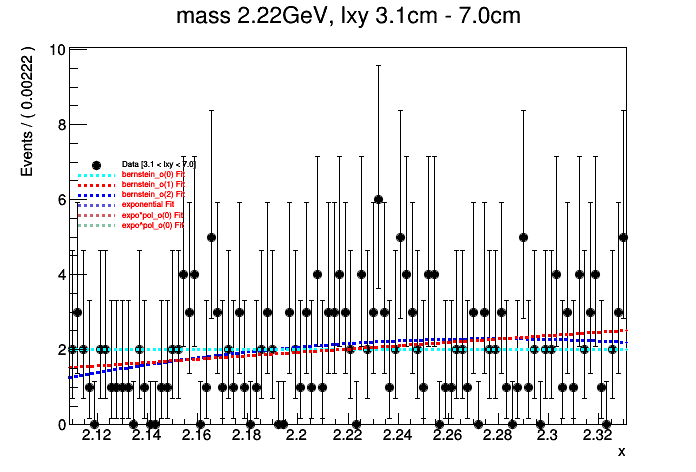 mass 2.22GeV, lxy 3.1cm - 7.0cm
Events / ( 0.00222 )
10
8
6
4
2
0
Data [3.1 < lxy < 7.0]
bernstein_o(0) Fit
bernstein_o(1) Fit
bernstein_o(2) Fit
exponential Fit
expo*pol_o(0) Fit
expo^pol_o(0) Fit
2.12 2.14 2.16 2.18 2.2 2.22 2.24 2.26 2.28 2.3 2.32
x